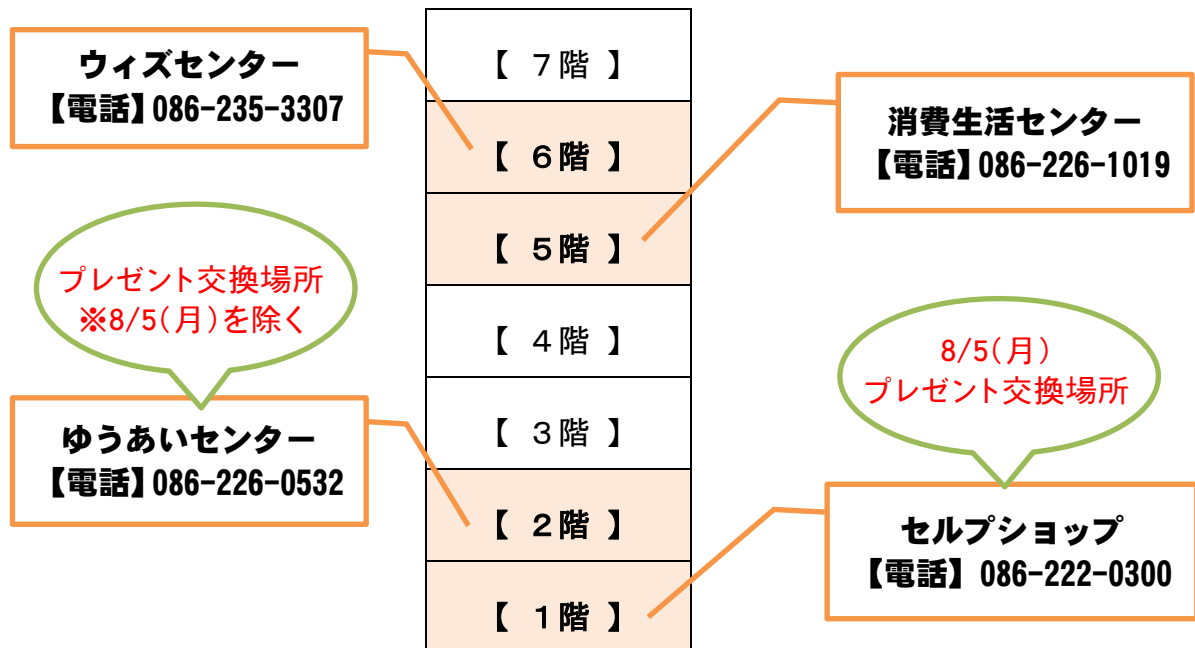 ウィズセンター
【電話】086-235-3307
【 7階 】
【 6階 】
【 5階 】
【 4階 】
【 3階 】
【 2階 】
【 1階 】
消費生活センター
【電話】086-226-1019
プレゼント交換場所
※8/5(月)を除く
ゆうあいセンター
【電話】086-226-0532
8/5(月)
プレゼント交換場所
セルプショップ
【電話】 086-222-0300